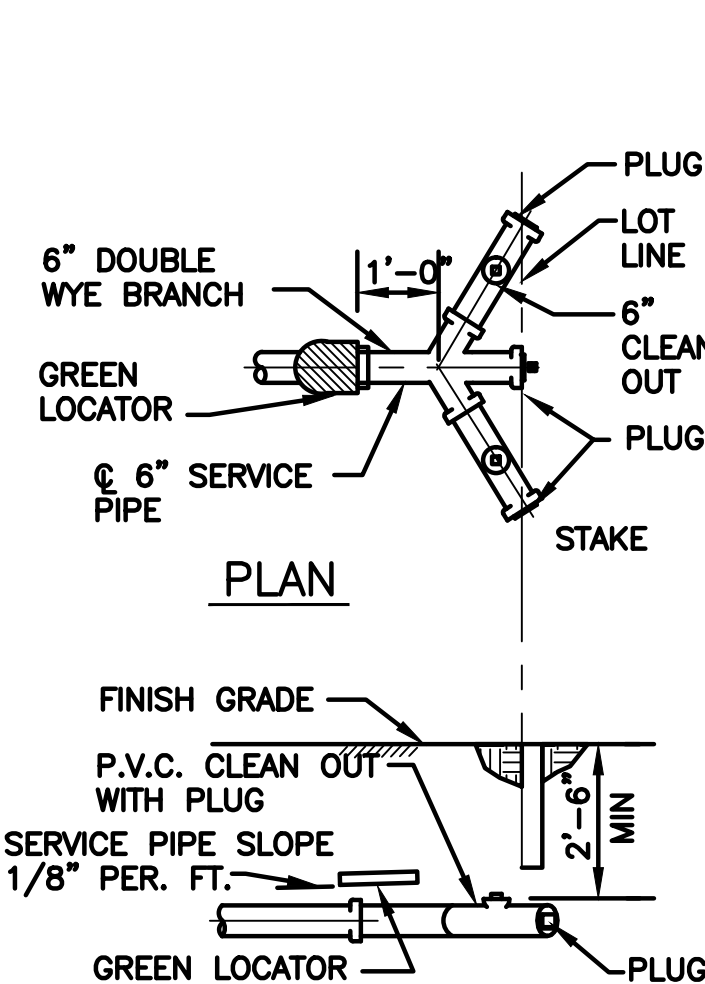 PLUG
LOT
LINE
6” DOUBLE
WYE BRANCH
1’-0”
6”
CLEAN
OUT
GREEN
LOCATOR
PLUG
℄ 6” SERVICE
PIPE
STAKE
PLAN
FINISH GRADE
P.V.C. CLEAN OUT
WITH PLUG
2’-6”
MIN
SERVICE PIPE SLOPE
1/8” PER. FT.
GREEN LOCATOR
PLUG